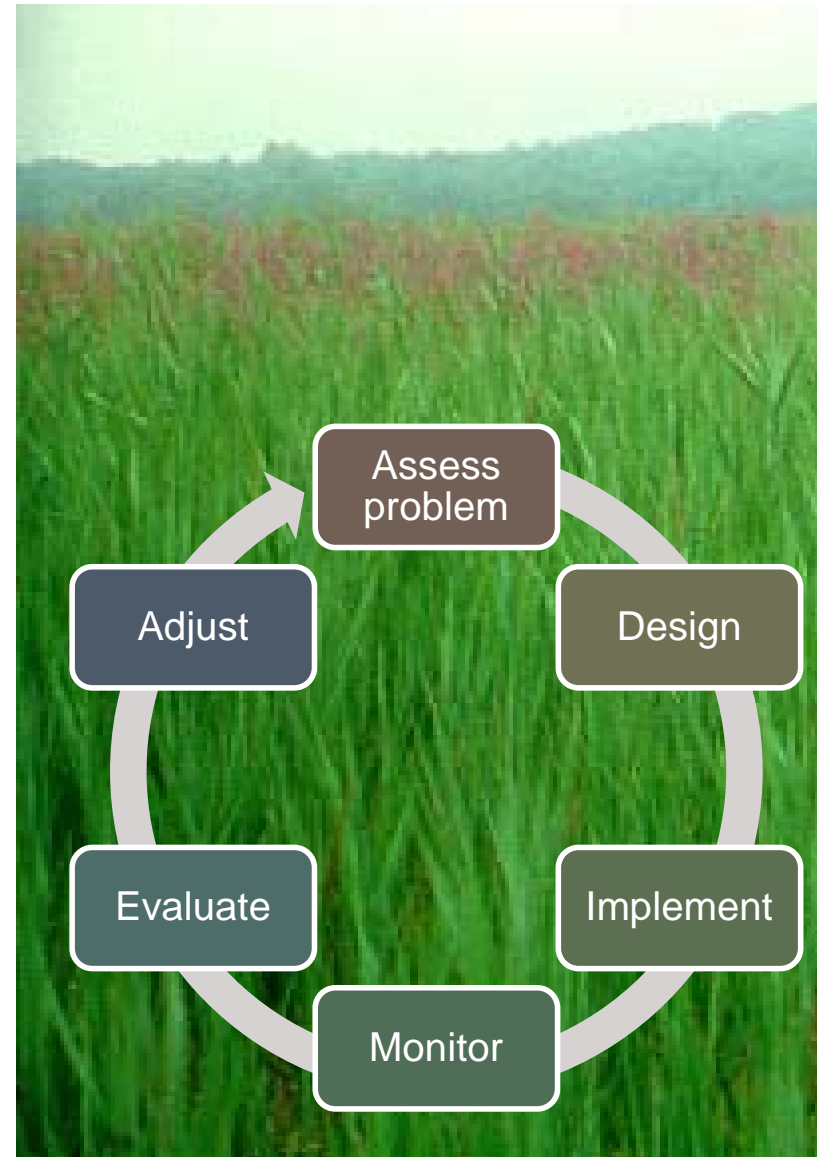 Assess
problem
Design
Implement
Monitor
Evaluate
Adjust